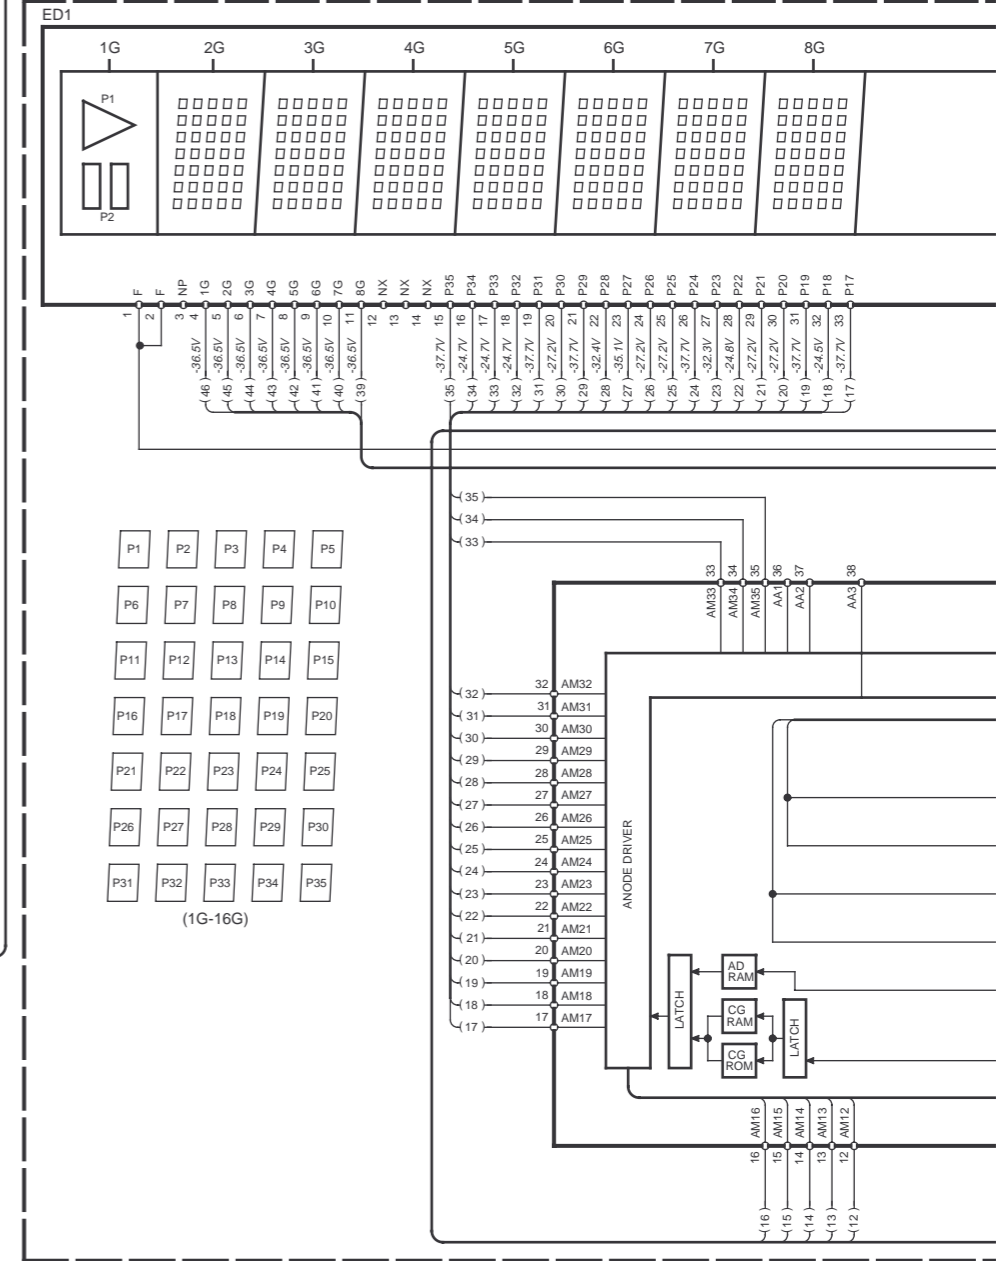 ED1
1G 2G 3G 4G 5G 6G 7G 8G
P1
P2
F F NP 1G 2G 3G 4G 5G 6G 7G 8G NX NX NX P35 P34 P33 P32 P31 P30 P29 P28 P27 P26 P25 P24 P23 P22 P21 P20 P19 P18 P17
1 2 3 4 5 6 7 8 9 10 11 12 13 14 15 16 17 18 19 20 21 22 23 24 25 26 27 28 29 30 31 32 33
-36.5V -36.5V -36.5V -36.5V -36.5V -36.5V -36.5V -36.5V -37.7V -24.7V -24.7V -24.7V -37.7V -27.2V -37.7V -32.4V -35.1V -27.2V -27.2V -37.7V -32.3V -24.8V -27.2V -27.2V -37.7V -24.5V -37.7V
(46) (45) (44) (43) (42) (41) (40) (39) (35) (34) (33) (32) (31) (30) (29) (28) (27) (26) (25) (24) (23) (22) (21) (20) (19) (18) (17)
(35)
(34)
(33)
P1 P2 P3 P4 P5
P6 P7 P8 P9 P10
P11 P12 P13 P14 P15
P16 P17 P18 P19 P20
P21 P22 P23 P24 P25
P26 P27 P28 P29 P30
P31 P32 P33 P34 P35
(1G-16G)
33 34 35 36 37 38
AM33 AM34 AM35 AA1 AA2 AA3
(32) 32 AM32
(31) 31 AM31
(30) 30 AM30
(29) 29 AM29
(28) 28 AM28
(27) 27 AM27
(26) 26 AM26
(25) 25 AM25
(24) 24 AM24
(23) 23 AM23
(22) 22 AM22
(21) 21 AM21
(20) 20 AM20
(19) 19 AM19
(18) 18 AM18
(17) 17 AM17
ANODE DRIVER
LATCH
AD
RAM
CG
RAM
CG
ROM
LATCH
AM16 AM15 AM14 AM13 AM12
16 15 14 13 12
(16) (15) (14) (13) (12)